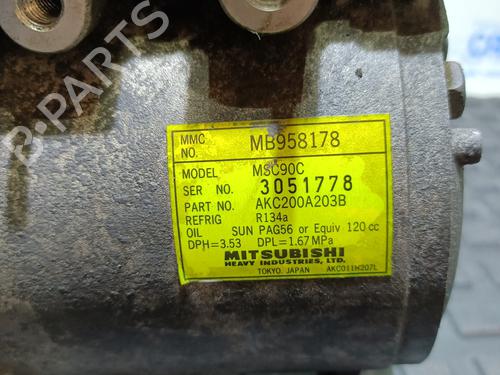 B-PARTS
MMC NO. MB958178
MODEL MSC90C
SER NO. 3051778
PART NO. AKC200A203B
REFRIG R134a
OIL SUN PAG56 or Equiv 120 cc
DPH=3.53 DPL=1.67MPa
MITSUBISHI
HEAVY INDUSTRIES, LTD.
TOKYO. JAPAN AKC011H207L